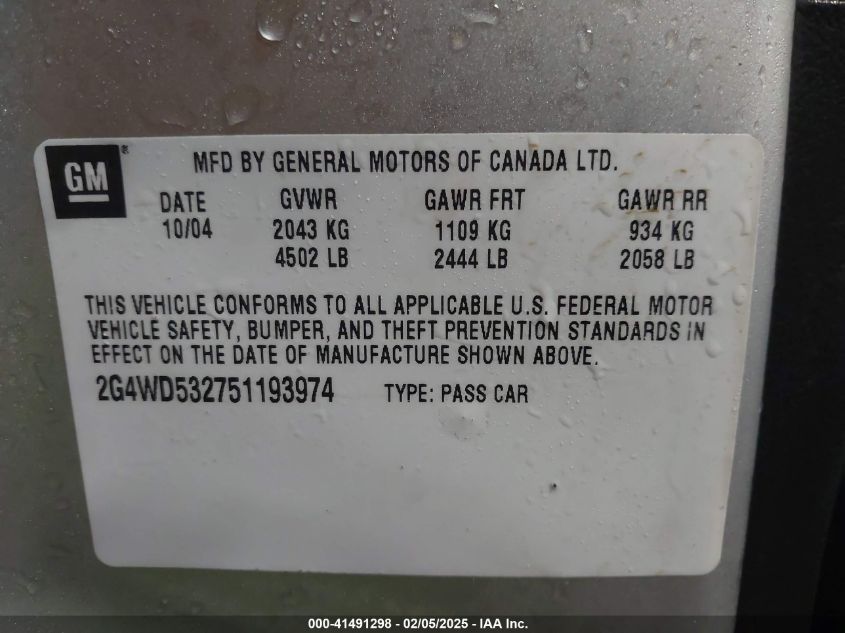 GM®
MFD BY GENERAL MOTORS OF CANADA LTD.
DATE GVWR GAWR FRT GAWR RR
10/04 2043 KG 1109 KG 934 KG
4502 LB 2444 LB 2058 LB
THIS VEHICLE CONFORMS TO ALL APPLICABLE U.S. FEDERAL MOTOR
VEHICLE SAFETY, BUMPER, AND THEFT PREVENTION STANDARDS IN
EFFECT ON THE DATE OF MANUFACTURE SHOWN ABOVE.
2G4WD532751193974 TYPE: PASS CAR
000-41491298 - 02/05/2025 - IAA Inc.